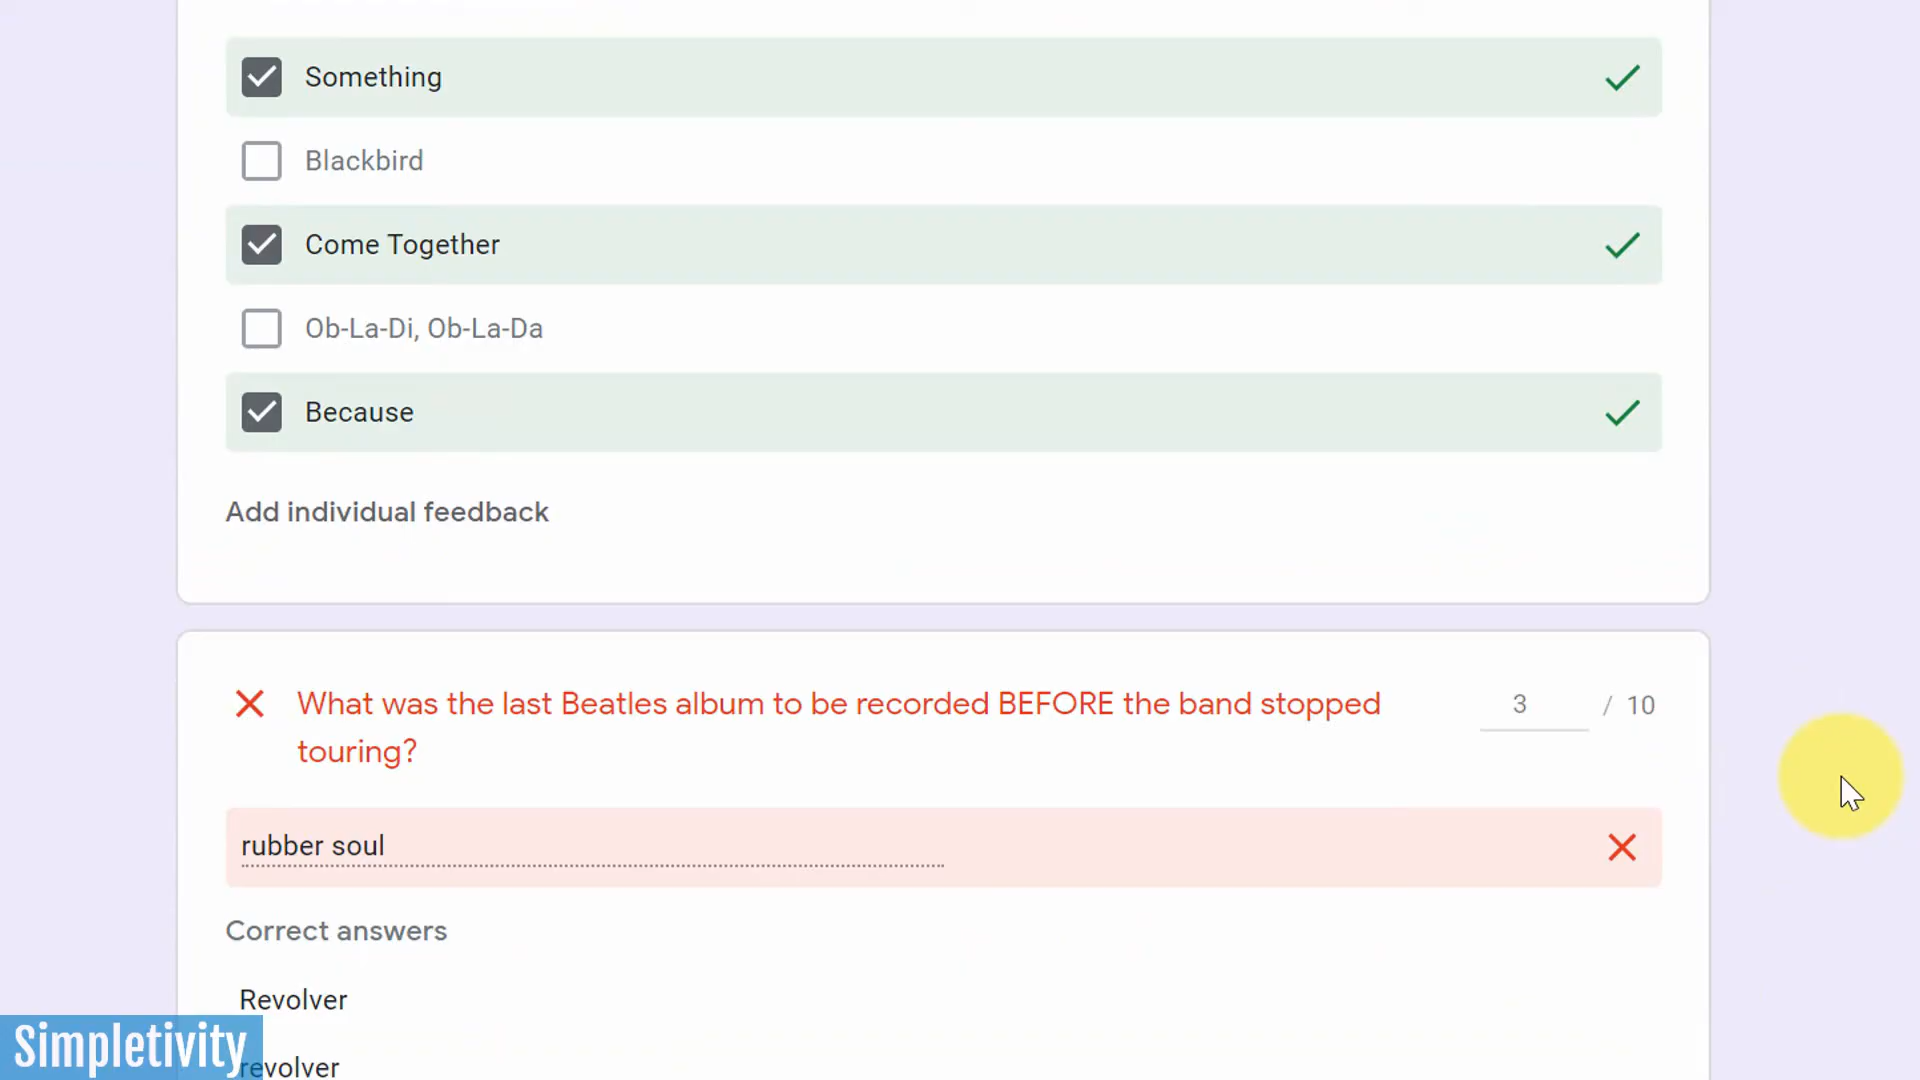 Something
Blackbird
Come Together
Ob-La-Di, Ob-La-Da
Because
Add individual feedback
What was the last Beatles album to be recorded BEFORE the band stopped
touring?
3 / 10
rubber soul
Correct answers
Revolver
revolver
Simpletivity